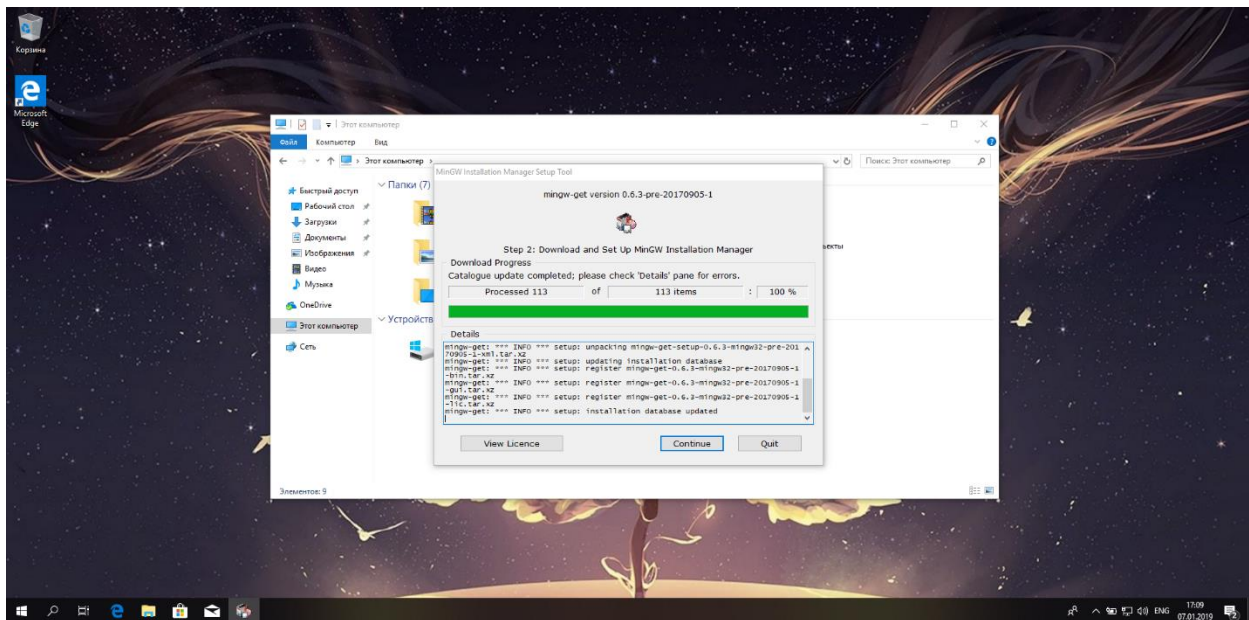 Корзина
Microsoft
Edge
Этот компьютер
Файл Компьютер Вид
Этот компьютер
Поиск: Этот компьютер
Быстрый доступ
Рабочий стол
Загрузки
Документы
Изображения
Видео
Музыка
OneDrive
Этот компьютер
Сеть
Папки (7)
Устройств
MinGW Installation Manager Setup Tool
mingw-get version 0.6.3-pre-20170905-1
Step 2: Download and Set Up MinGW Installation Manager
Download Progress
Catalogue update completed; please check 'Details' pane for errors.
Processed 113 of 113 items : 100 %
Details
mingw-get: *** INFO *** setup: unpacking mingw-get-setup-0.6.3-mingw32-pre-201
70905-1-xml.tar.xz
mingw-get: *** INFO *** setup: updating installation database
mingw-get: *** INFO *** setup: register mingw-get-0.6.3-mingw32-pre-20170905-1
-bin.tar.xz
mingw-get: *** INFO *** setup: register mingw-get-0.6.3-mingw32-pre-20170905-1
-gui.tar.xz
mingw-get: *** INFO *** setup: register mingw-get-0.6.3-mingw32-pre-20170905-1
-lic.tar.xz
mingw-get: *** INFO *** setup: installation database updated
View Licence Continue Quit
Элементов: 9
ENG
17:09
07.01.2019